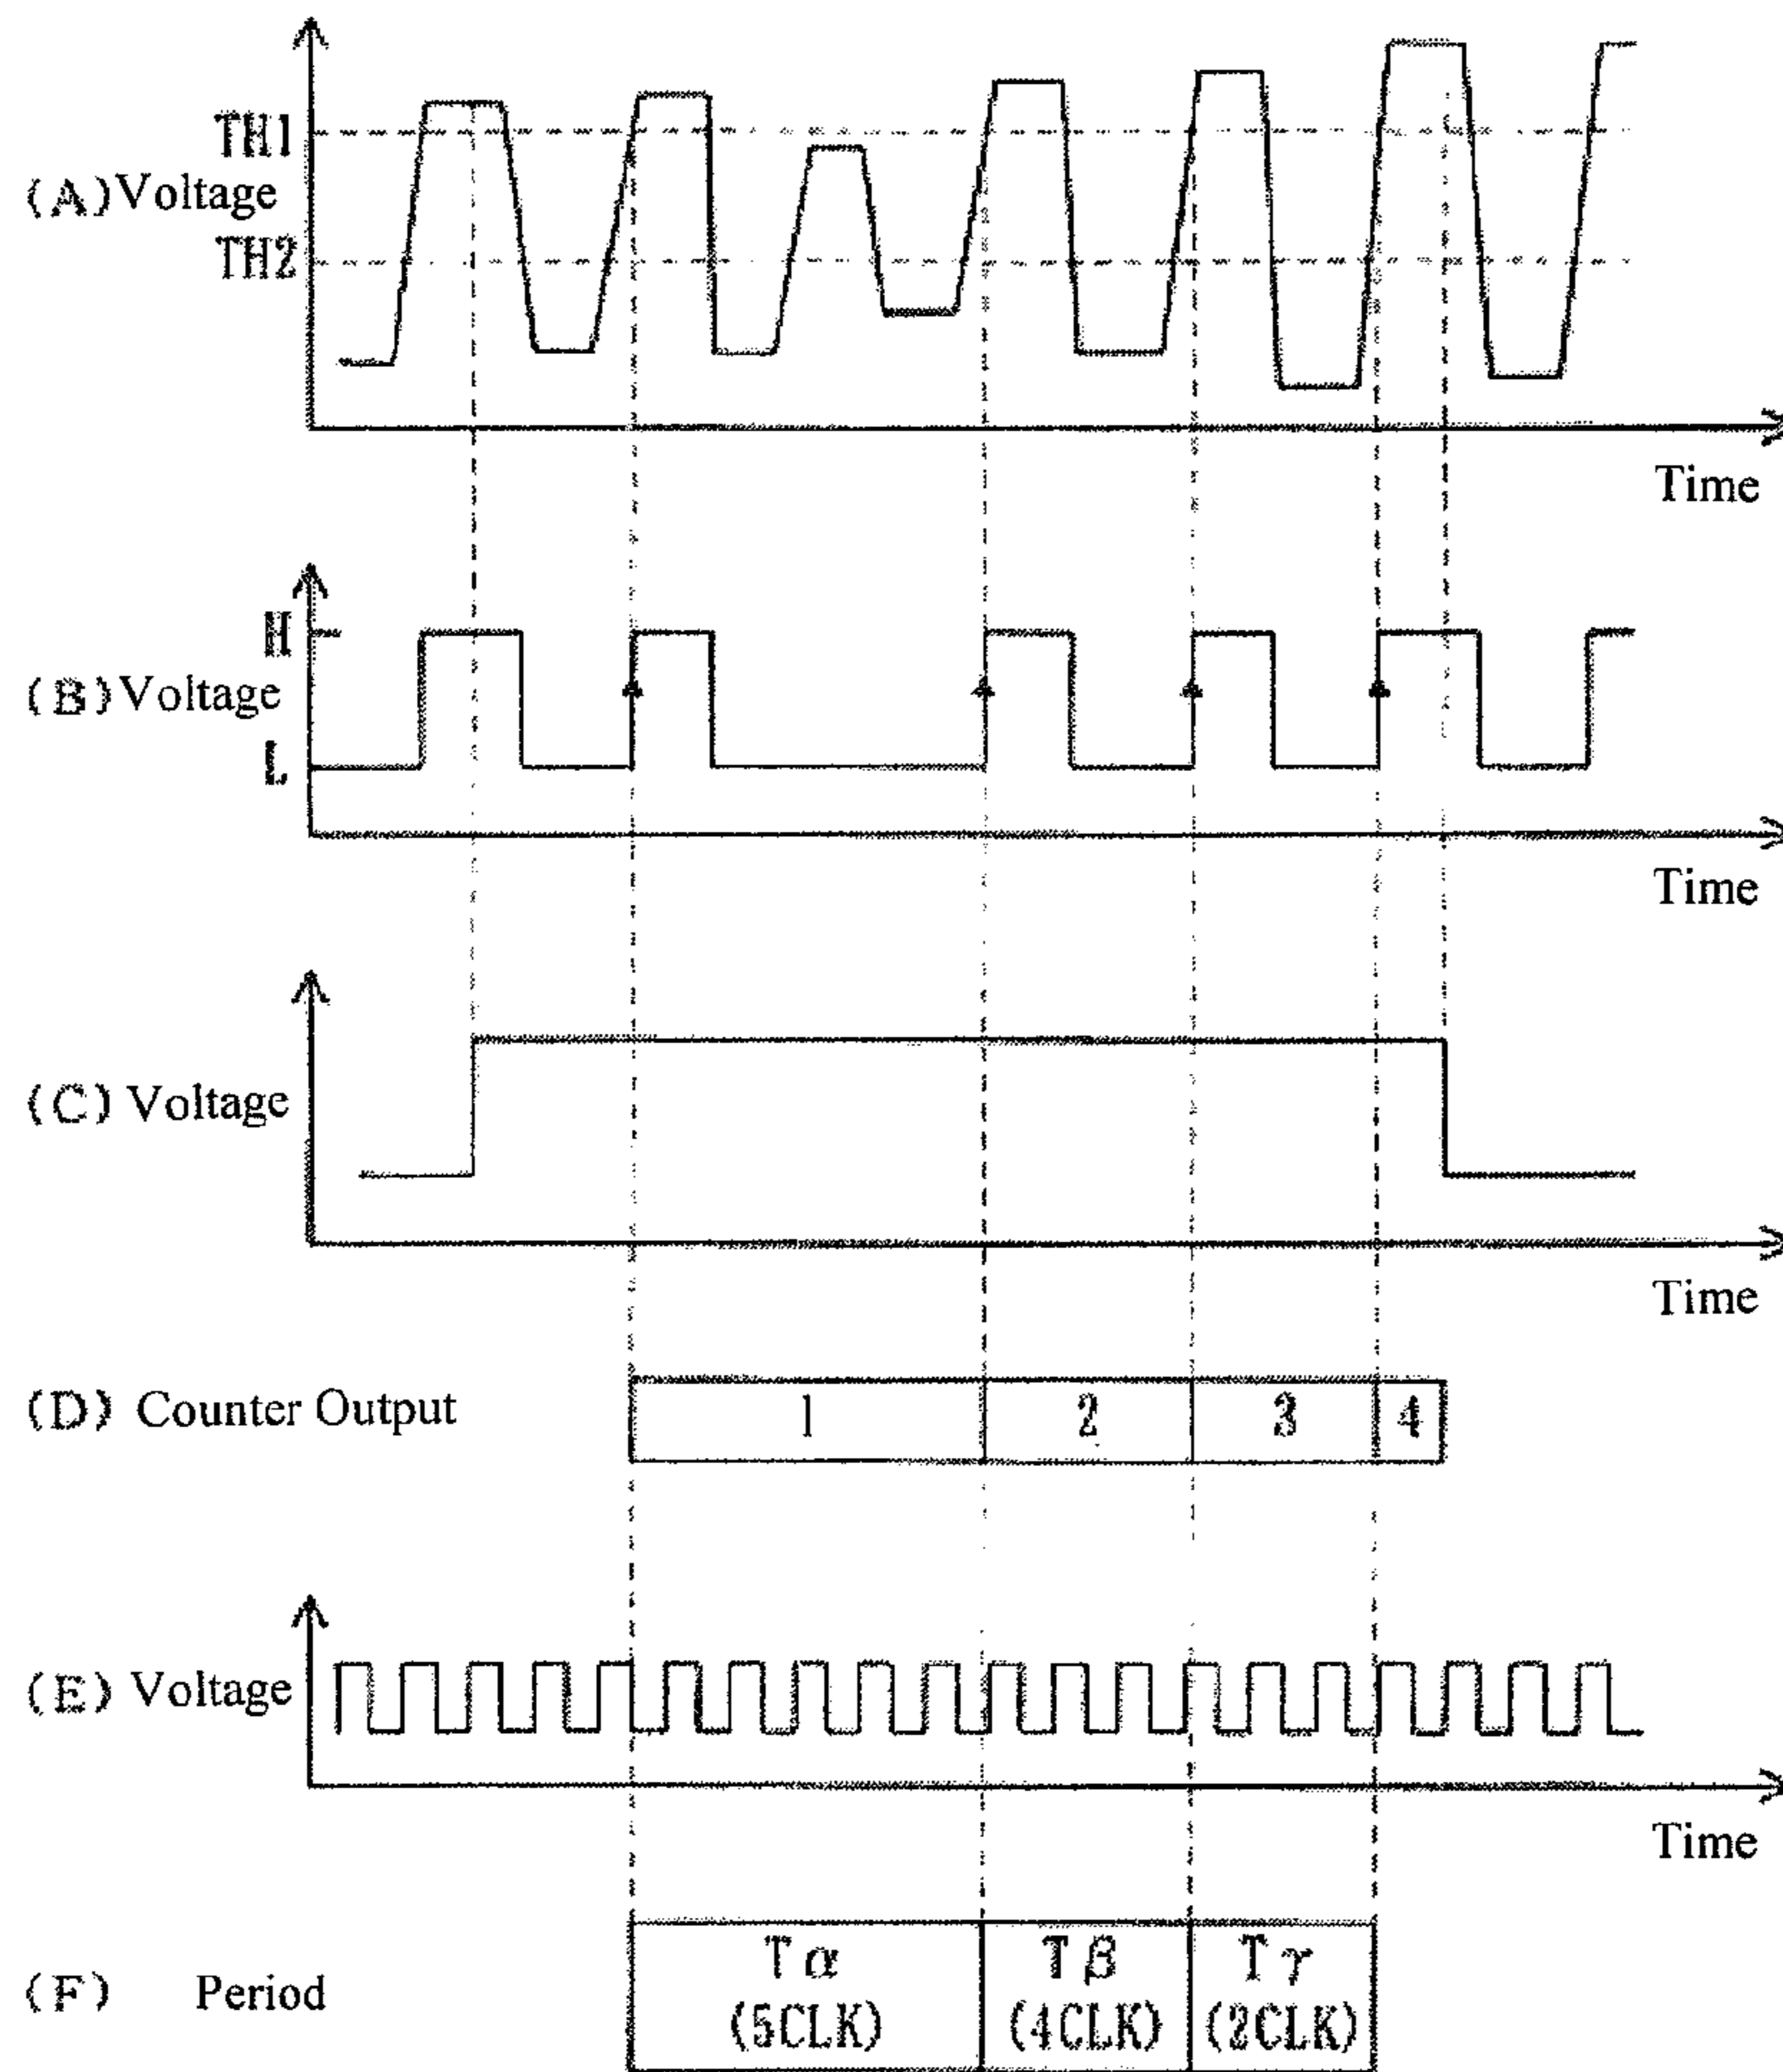 TH1
(A) Voltage
TH2
Time
H
(B) Voltage
L
Time
(C) Voltage
Time
(D) Counter Output 1 2 3 4
(E) Voltage
Time
(F) Period
Tα (5CLK)
Tβ (4CLK)
Tγ (2CLK)